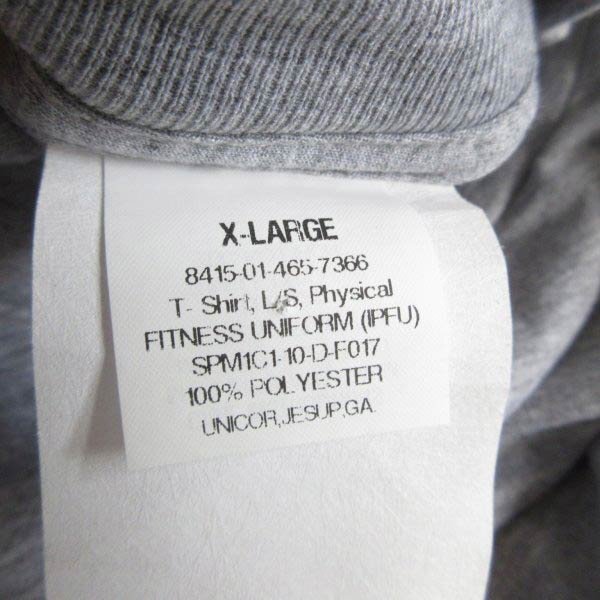 X-LARGE
8415-01-465-7366
T- Shirt, L/S, Physical
FITNESS UNIFORM (IPFU)
SPM1C1-10-D-F017
100% POLYESTER
UNICOR,JESUP,GA.